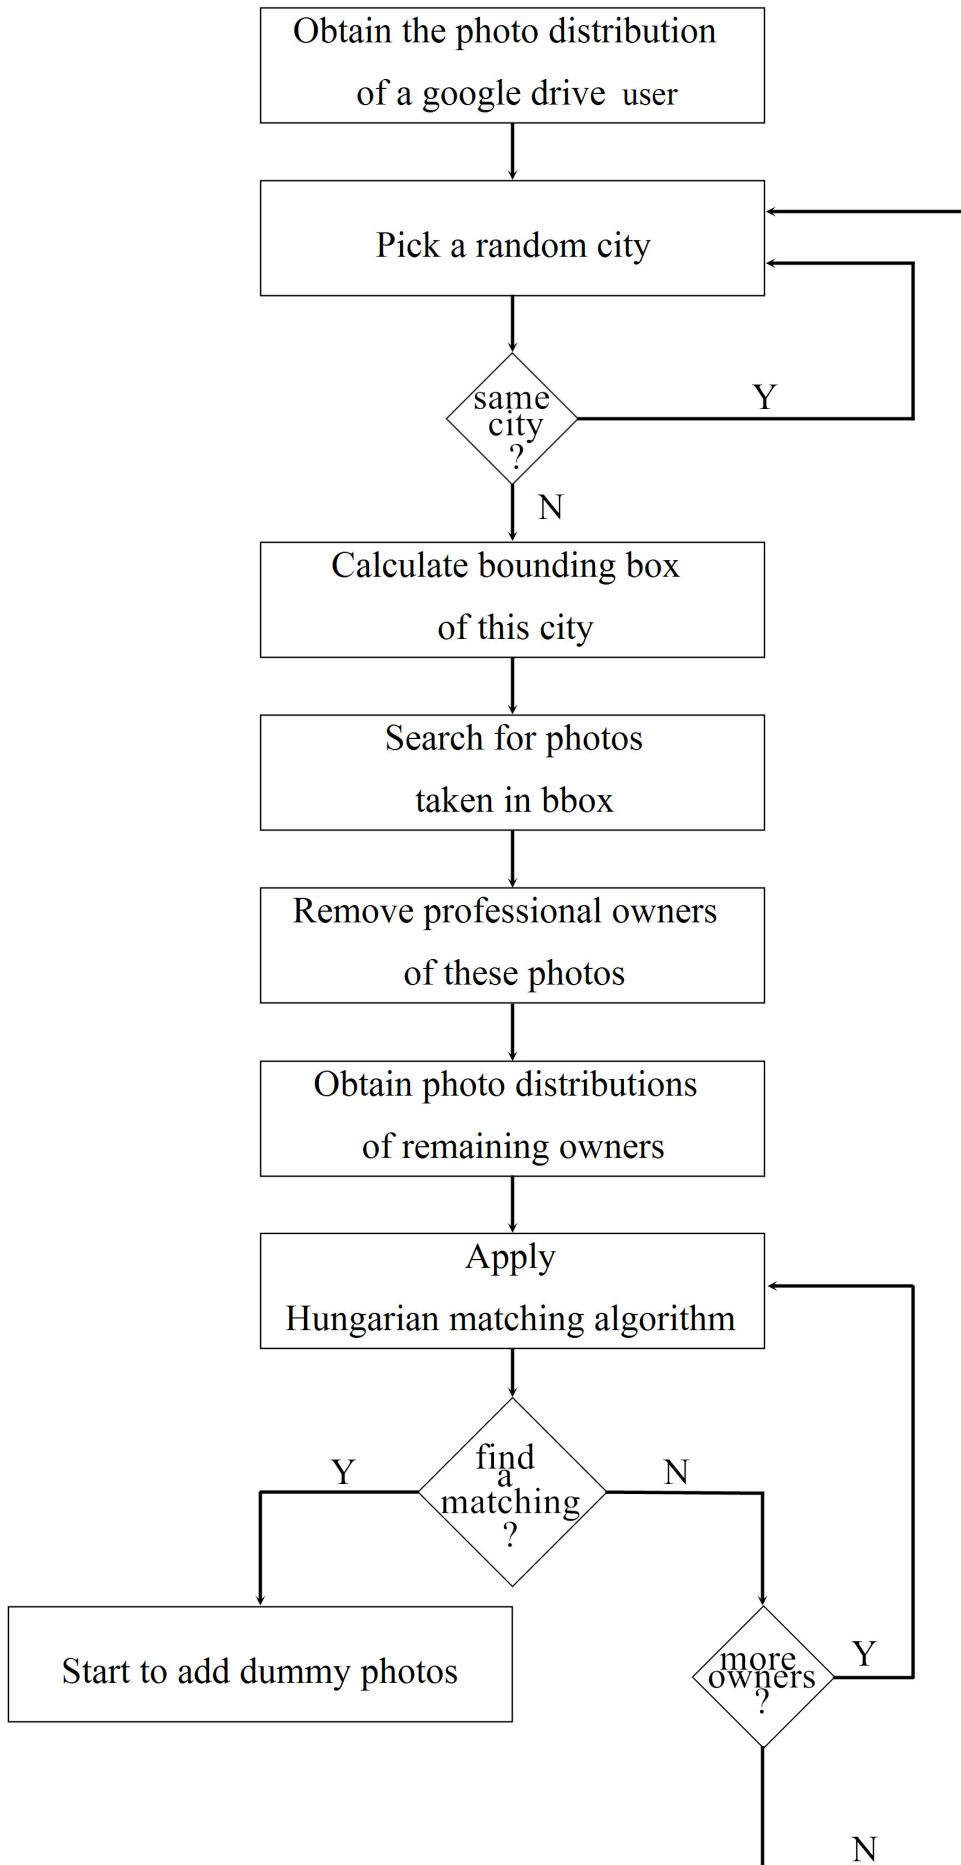 Obtain the photo distribution
of a google drive user
Pick a random city
same
city
?
Y
N
Calculate bounding box
of this city
Search for photos
taken in bbox
Remove professional owners
of these photos
Obtain photo distributions
of remaining owners
Apply
Hungarian matching algorithm
find
a
matching
?
Y
N
Start to add dummy photos
more
owners
?
Y
N